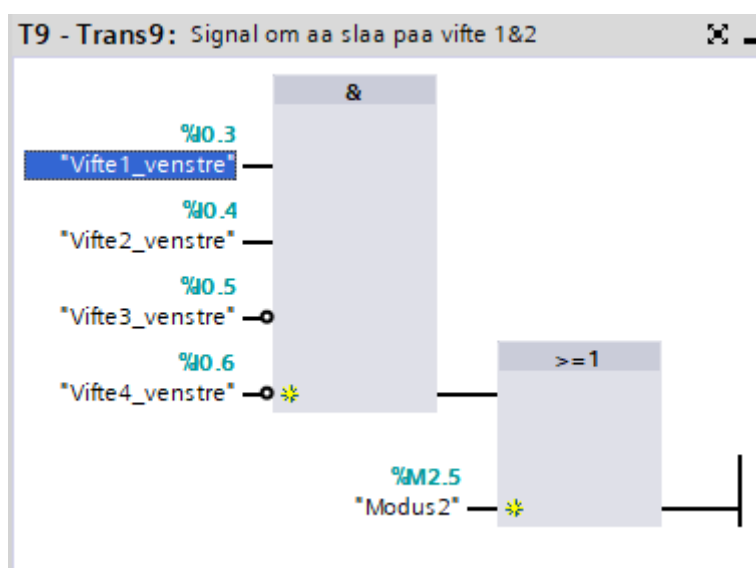 T9 - Trans9: Signal om aa slaa paa vifte 1&2
&
%I0.3
"Vifte1_venstre"
%I0.4
"Vifte2_venstre"
%I0.5
"Vifte3_venstre"
%I0.6
"Vifte4_venstre"
>=1
%M2.5
"Modus2"